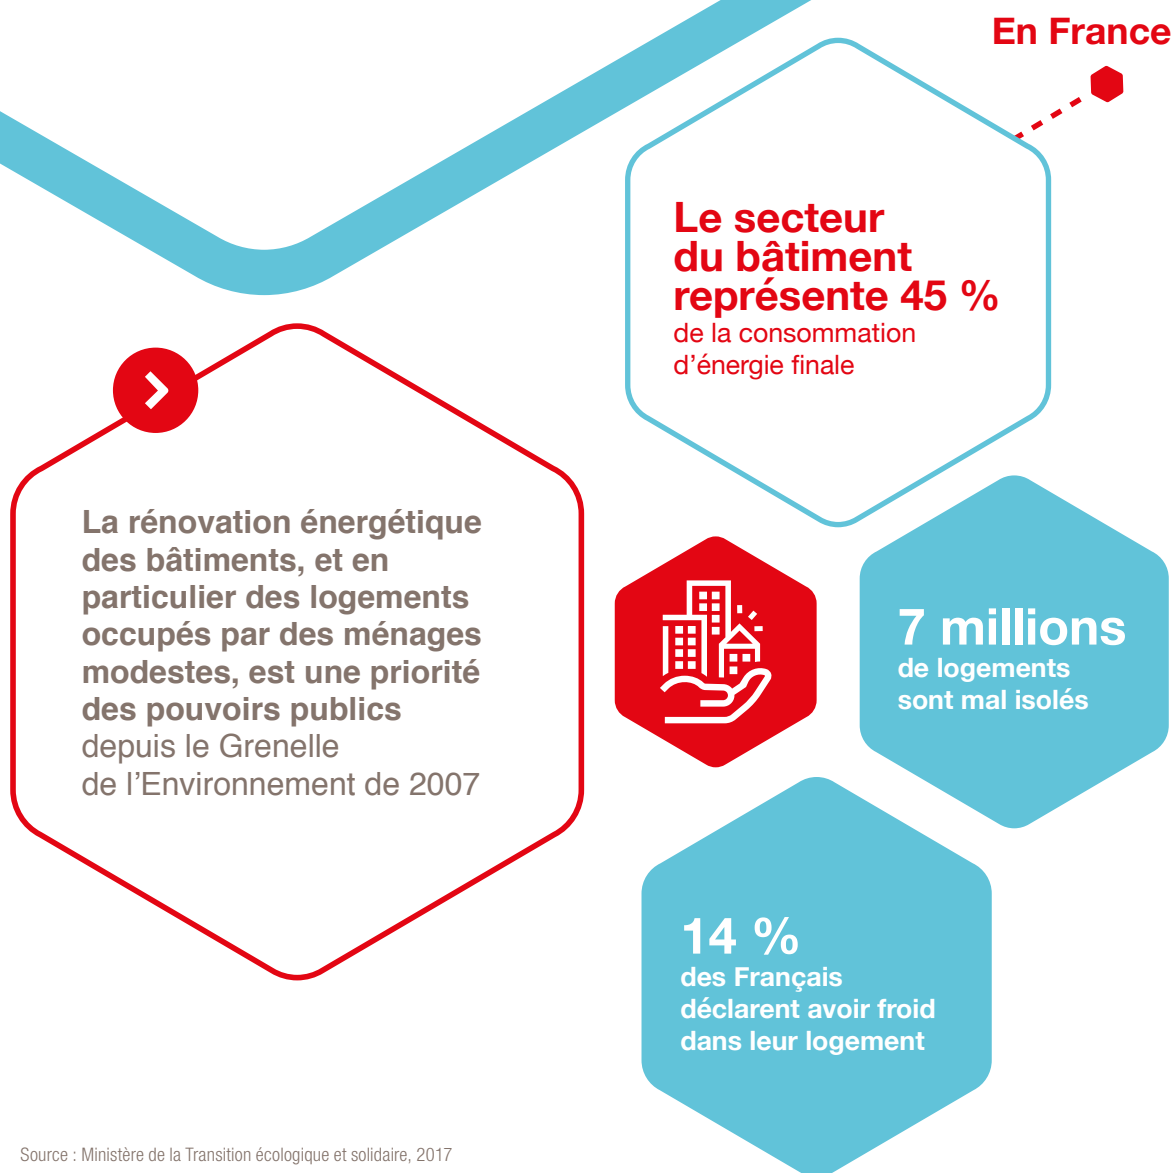 En France
Le secteur
du bâtiment
représente 45 %
de la consommation
d’énergie finale
La rénovation énergétique
des bâtiments, et en
particulier des logements
occupés par des ménages
modestes, est une priorité
des pouvoirs publics
depuis le Grenelle
de l’Environnement de 2007
7 millions
de logements
sont mal isolés
14 %
des Français
déclarent avoir froid
dans leur logement
Source : Ministère de la Transition écologique et solidaire, 2017